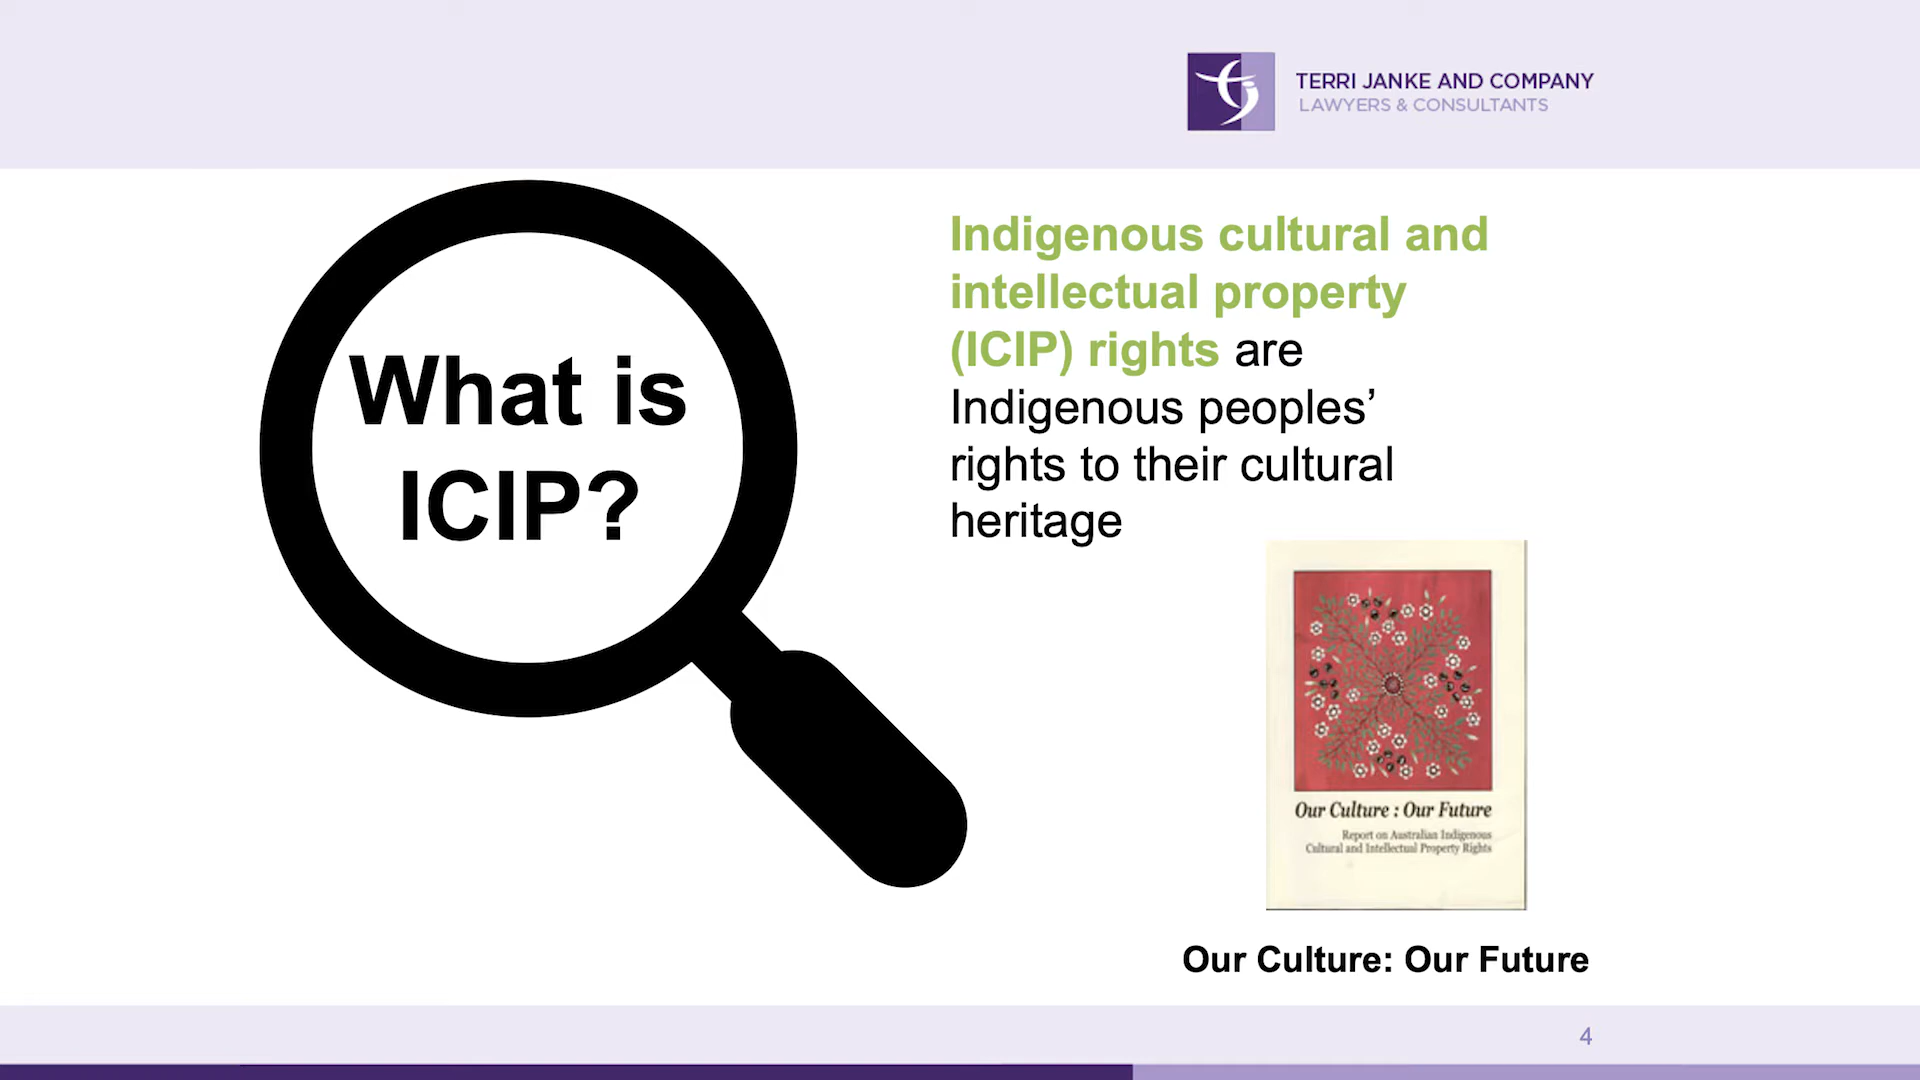 TERRI JANKE AND COMPANY
LAWYERS & CONSULTANTS
What is
ICIP?
Indigenous cultural and
intellectual property
(ICIP) rights are
Indigenous peoples’
rights to their cultural
heritage
Our Culture : Our Future
Report on Australian Indigenous
Cultural and Intellectual Property Rights
Our Culture: Our Future
4